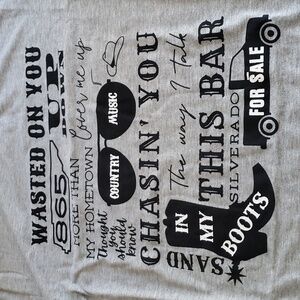 WASTED ON YOU
865 UP
DOWN
MORE THAN
MY HOMETOWN
Cover me up
Thought
you
should
know
COUNTRY MUSIC
CHASIN' YOU
The way I talk
SAND
IN
MY
BOOTS
THIS BAR
SILVERADO
FOR SALE